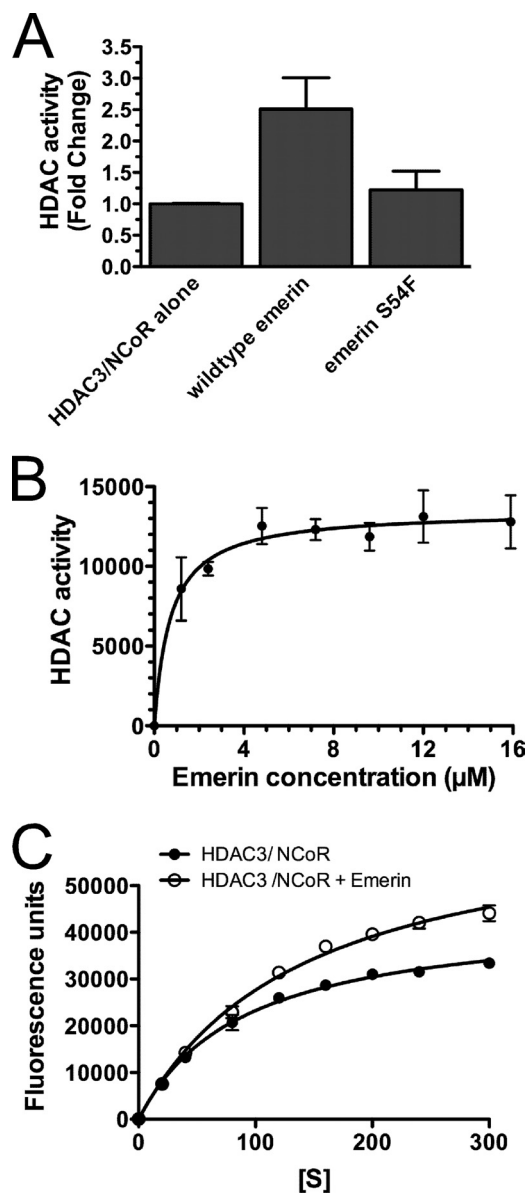 A
HDAC activity
(Fold Change)
3.5
3.0
2.5
2.0
1.5
1.0
0.5
0.0
HDAC3/NCoR alone
wildtype emerin
emerin S54F
B
HDAC activity
15000
10000
5000
0
0 4 8 12 16
Emerin concentration (µM)
C
HDAC3/ NCoR
HDAC3 /NCoR + Emerin
Fluorescence units
50000
40000
30000
20000
10000
0
0 100 200 300
[S]